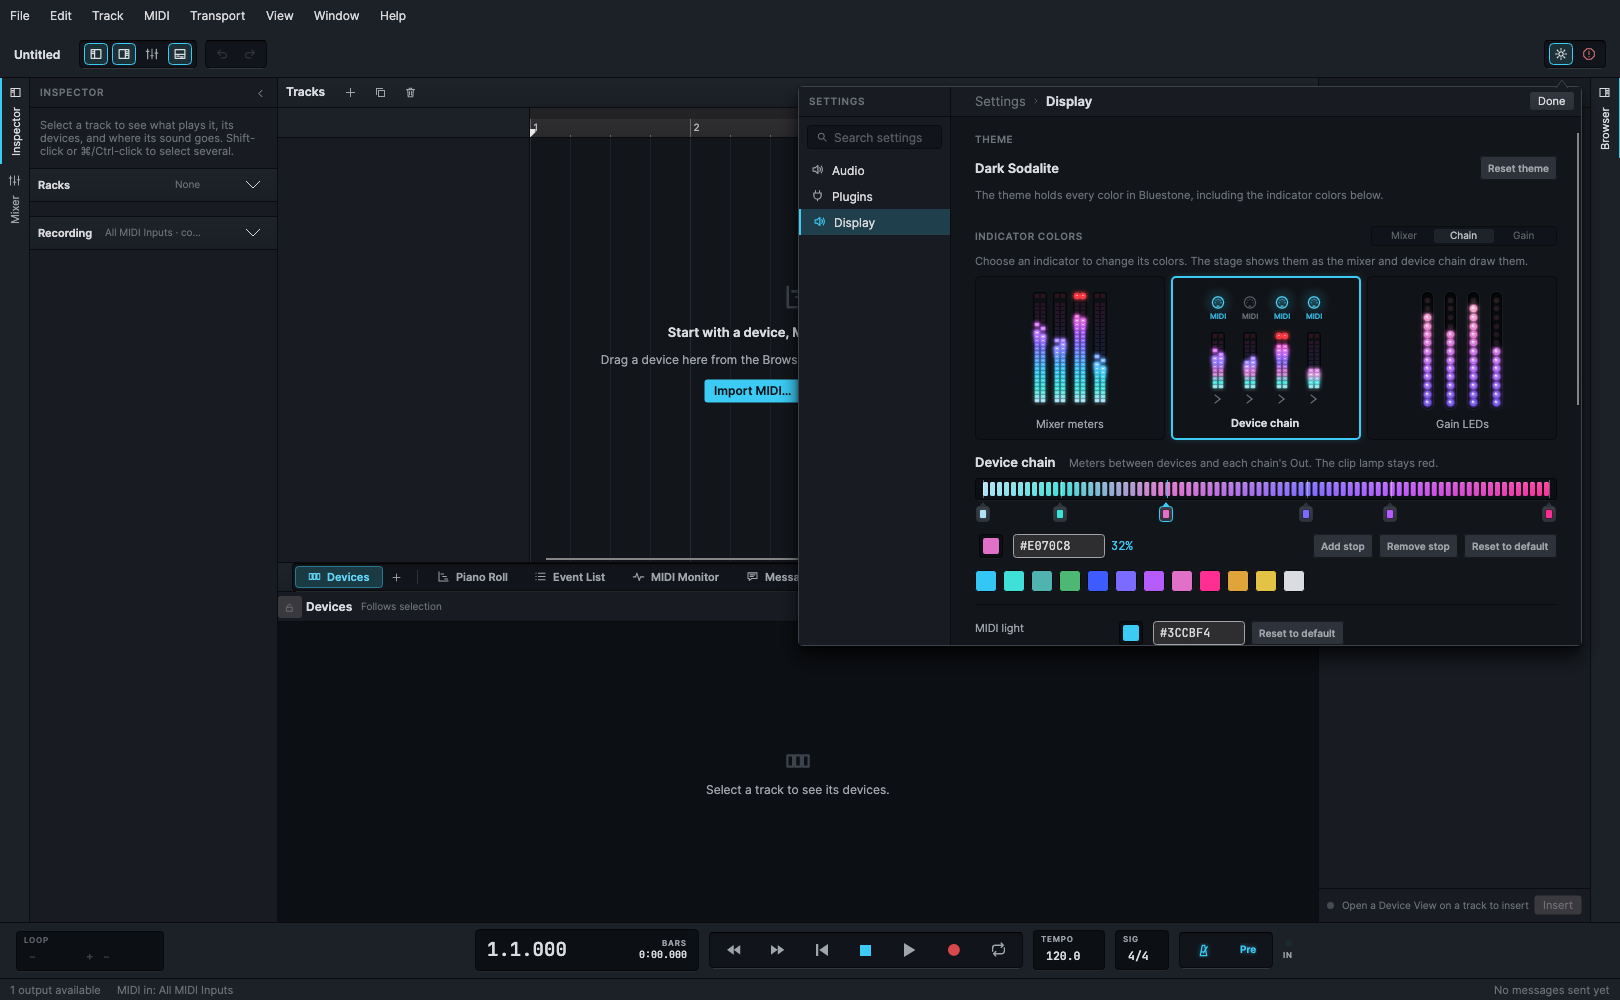 File Edit Track MIDI Transport View Window Help
Untitled
Inspector
Mixer
INSPECTOR
Select a track to see what plays it, its
devices, and where its sound goes. Shift-
click or ⌘/Ctrl-click to select several.
Racks None
Recording All MIDI Inputs · co...
Tracks
1 2
Start with a device, M
Drag a device here from the Brows
Import MIDI...
SETTINGS
Search settings
Audio
Plugins
Display
Settings › Display Done
THEME
Dark Sodalite Reset theme
The theme holds every color in Bluestone, including the indicator colors below.
INDICATOR COLORS Mixer Chain Gain
Choose an indicator to change its colors. The stage shows them as the mixer and device chain draw them.
MIDI MIDI MIDI MIDI
Mixer meters Device chain Gain LEDs
Device chain Meters between devices and each chain's Out. The clip lamp stays red.
#E070C8 32% Add stop Remove stop Reset to default
MIDI light #3CCBF4 Reset to default
Browser
Devices + Piano Roll Event List MIDI Monitor Messa
Devices Follows selection
Select a track to see its devices.
Open a Device View on a track to insert Insert
LOOP
– + –
1.1.000 BARS
0:00.000
TEMPO
120.0
SIG
4/4
Pre
IN
1 output available MIDI in: All MIDI Inputs No messages sent yet